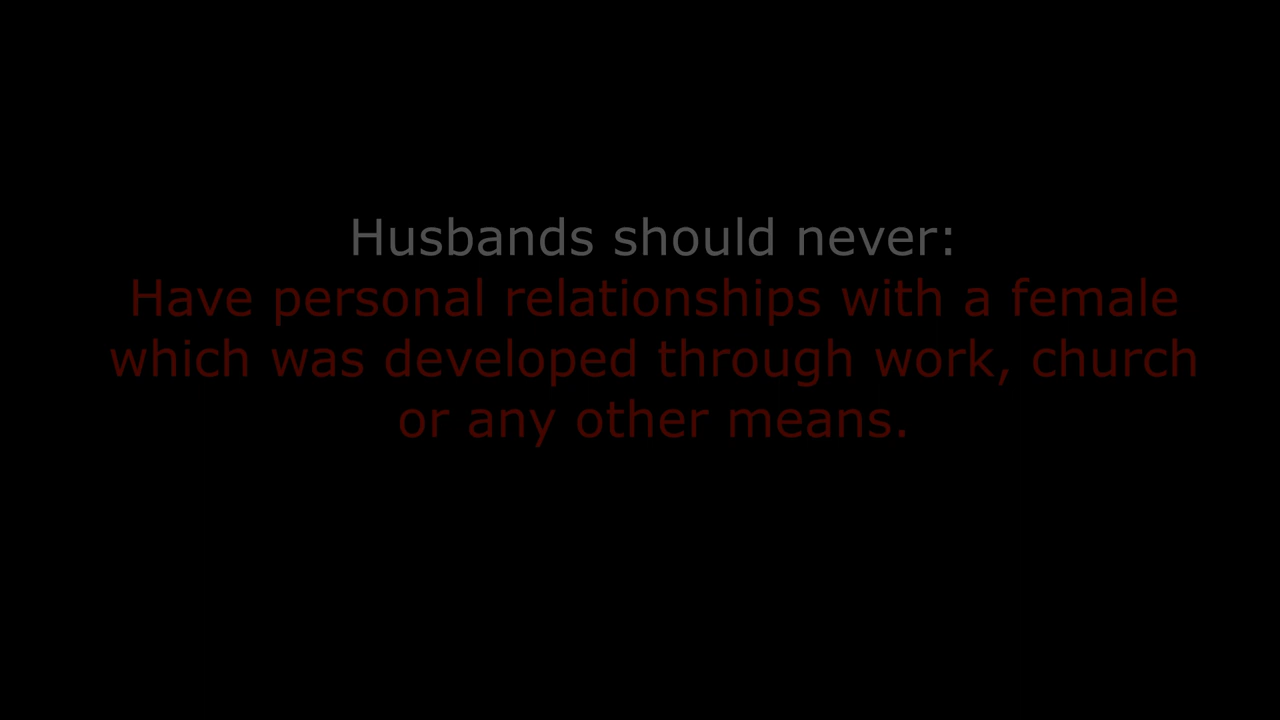 Husbands should never:
Have personal relationships with a female
which was developed through work, church
or any other means.